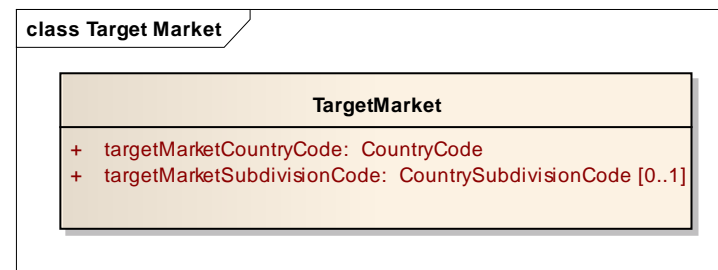 class Target Market
TargetMarket
+ targetMarketCountryCode: CountryCode
+ targetMarketSubdivisionCode: CountrySubdivisionCode [0..1]